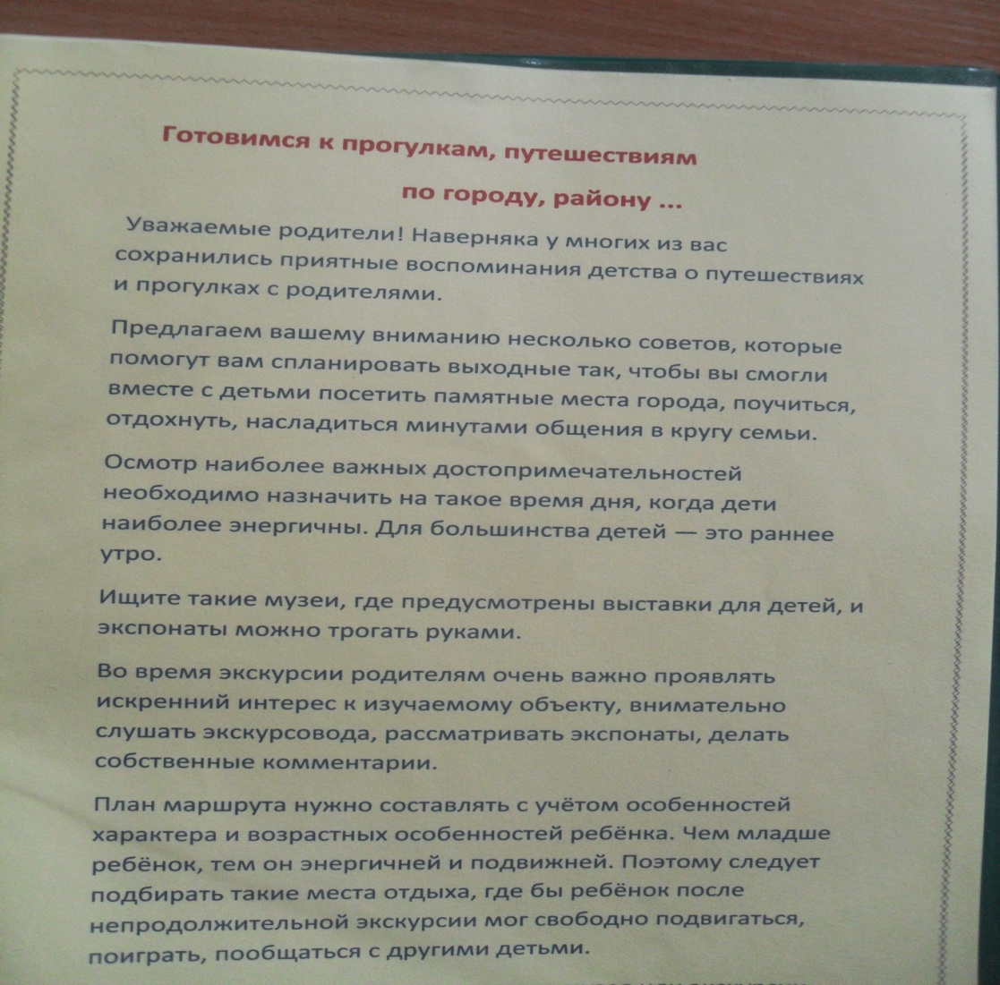 Готовимся к прогулкам, путешествиям
по городу, району ...
Уважаемые родители! Наверняка у многих из вас
сохранились приятные воспоминания детства о путешествиях
и прогулках с родителями.
Предлагаем вашему вниманию несколько советов, которые
помогут вам спланировать выходные так, чтобы вы смогли
вместе с детьми посетить памятные места города, поучиться,
отдохнуть, насладиться минутами общения в кругу семьи.
Осмотр наиболее важных достопримечательностей
необходимо назначить на такое время дня, когда дети
наиболее энергичны. Для большинства детей — это раннее
утро.
Ищите такие музеи, где предусмотрены выставки для детей, и
экспонаты можно трогать руками.
Во время экскурсии родителям очень важно проявлять
искренний интерес к изучаемому объекту, внимательно
слушать экскурсовода, рассматривать экспонаты, делать
собственные комментарии.
План маршрута нужно составлять с учётом особенностей
характера и возрастных особенностей ребёнка. Чем младше
ребёнок, тем он энергичней и подвижней. Поэтому следует
подбирать такие места отдыха, где бы ребёнок после
непродолжительной экскурсии мог свободно подвигаться,
поиграть, пообщаться с другими детьми.